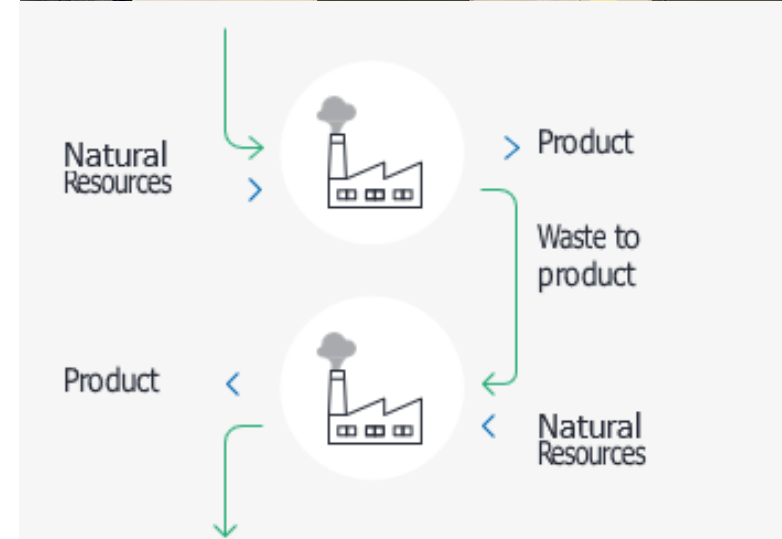 Natural
Resources
Product
Waste to
product
Product
Natural
Resources